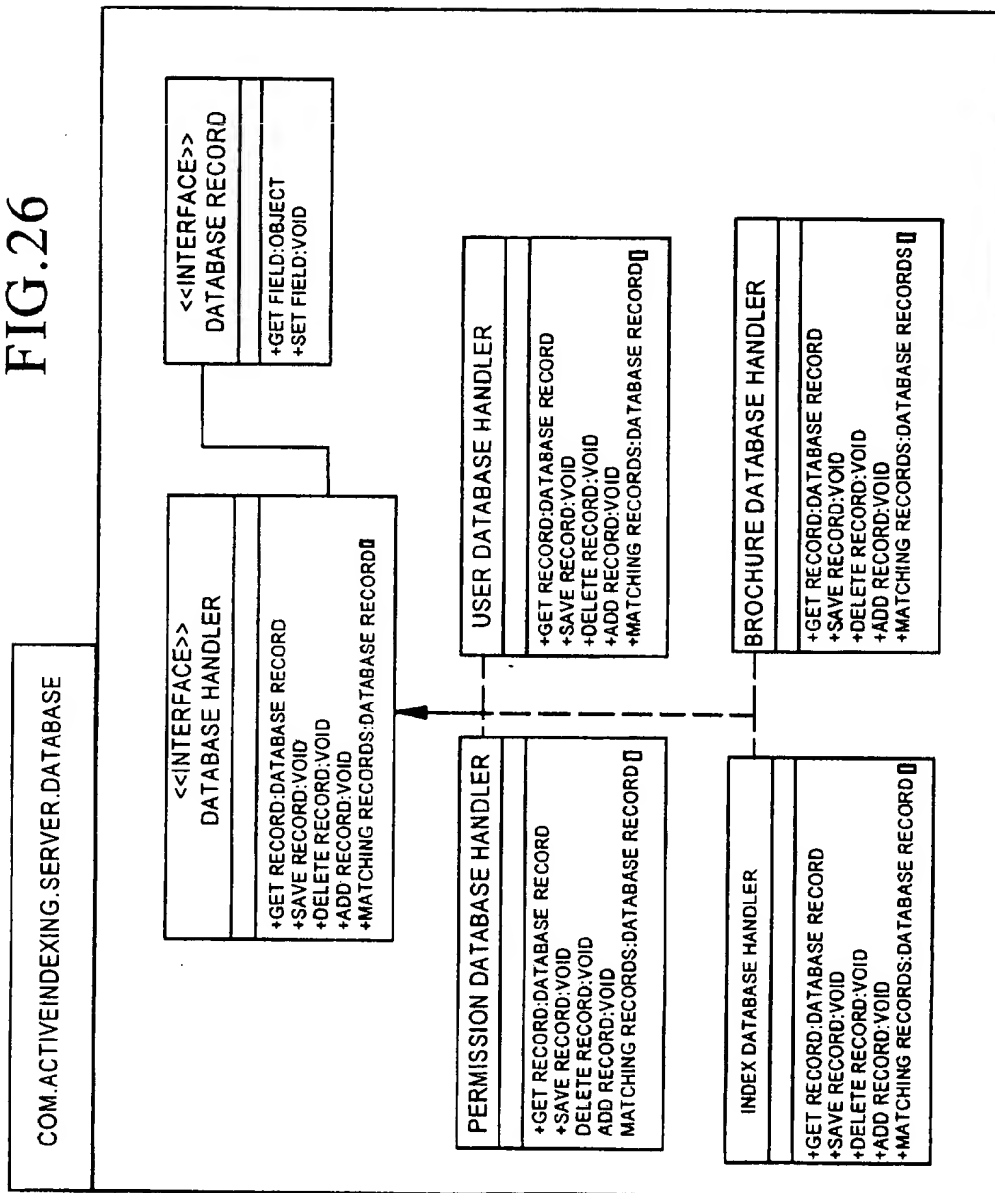 FIG.26
COM.ACTIVEINDEXING.SERVER.DATABASE
<<INTERFACE>>
DATABASE HANDLER
+GET RECORD:DATABASE RECORD
+SAVE RECORD:VOID
+DELETE RECORD:VOID
+ADD RECORD:VOID
+MATCHING RECORDS:DATABASE RECORD[]
<<INTERFACE>>
DATABASE RECORD
+GET FIELD:OBJECT
+SET FIELD:VOID
PERMISSION DATABASE HANDLER
+GET RECORD:DATABASE RECORD
+SAVE RECORD:VOID
DELETE RECORD:VOID
ADD RECORD:VOID
MATCHING RECORDS:DATABASE RECORD[]
USER DATABASE HANDLER
+GET RECORD:DATABASE RECORD
+SAVE RECORD:VOID
+DELETE RECORD:VOID
+ADD RECORD:VOID
+MATCHING RECORDS:DATABASE RECORD[]
INDEX DATABASE HANDLER
+GET RECORD:DATABASE RECORD
+SAVE RECORD:VOID
+DELETE RECORD:VOID
+ADD RECORD:VOID
+MATCHING RECORDS:DATABASE RECORD[]
BROCHURE DATABASE HANDLER
+GET RECORD:DATABASE RECORD
+SAVE RECORD:VOID
+DELETE RECORD:VOID
+ADD RECORD:VOID
+MATCHING RECORDS:DATABASE RECORDS[]